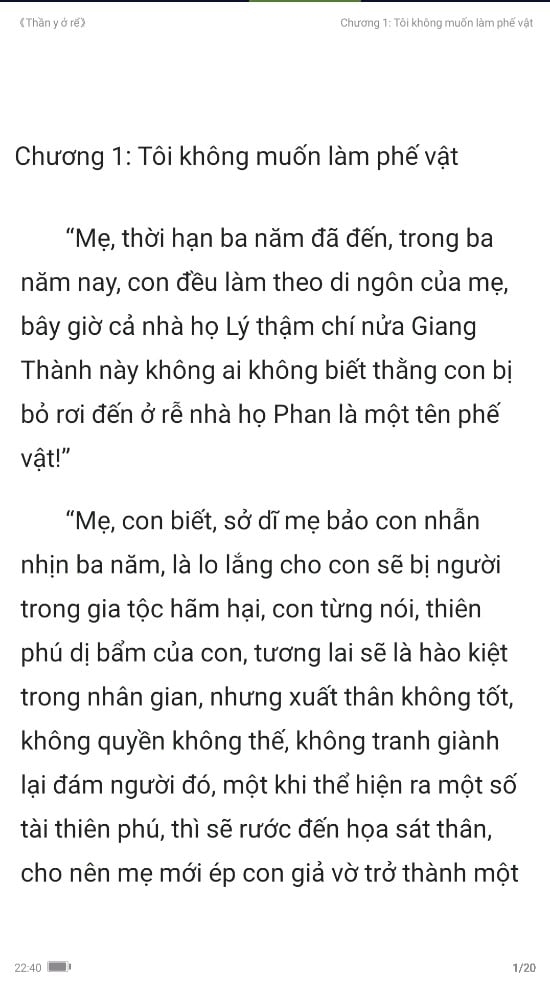 《Thần y ở rể》
Chương 1: Tôi không muốn làm phế vật
Chương 1: Tôi không muốn làm phế vật
“Mẹ, thời hạn ba năm đã đến, trong ba
năm nay, con đều làm theo di ngôn của mẹ,
bây giờ cả nhà họ Lý thậm chí nửa Giang
Thành này không ai không biết thằng con bị
bỏ rơi đến ở rễ nhà họ Phan là một tên phế
vật!”
“Mẹ, con biết, sở dĩ mẹ bảo con nhẫn
nhịn ba năm, là lo lắng cho con sẽ bị người
trong gia tộc hãm hại, con từng nói, thiên
phú dị bẩm của con, tương lai sẽ là hào kiệt
trong nhân gian, nhưng xuất thân không tốt,
không quyền không thế, không tranh giành
lại đám người đó, một khi thể hiện ra một số
tài thiên phú, thì sẽ rước đến họa sát thân,
cho nên mẹ mới ép con giả vờ trở thành một
22:40
1/20